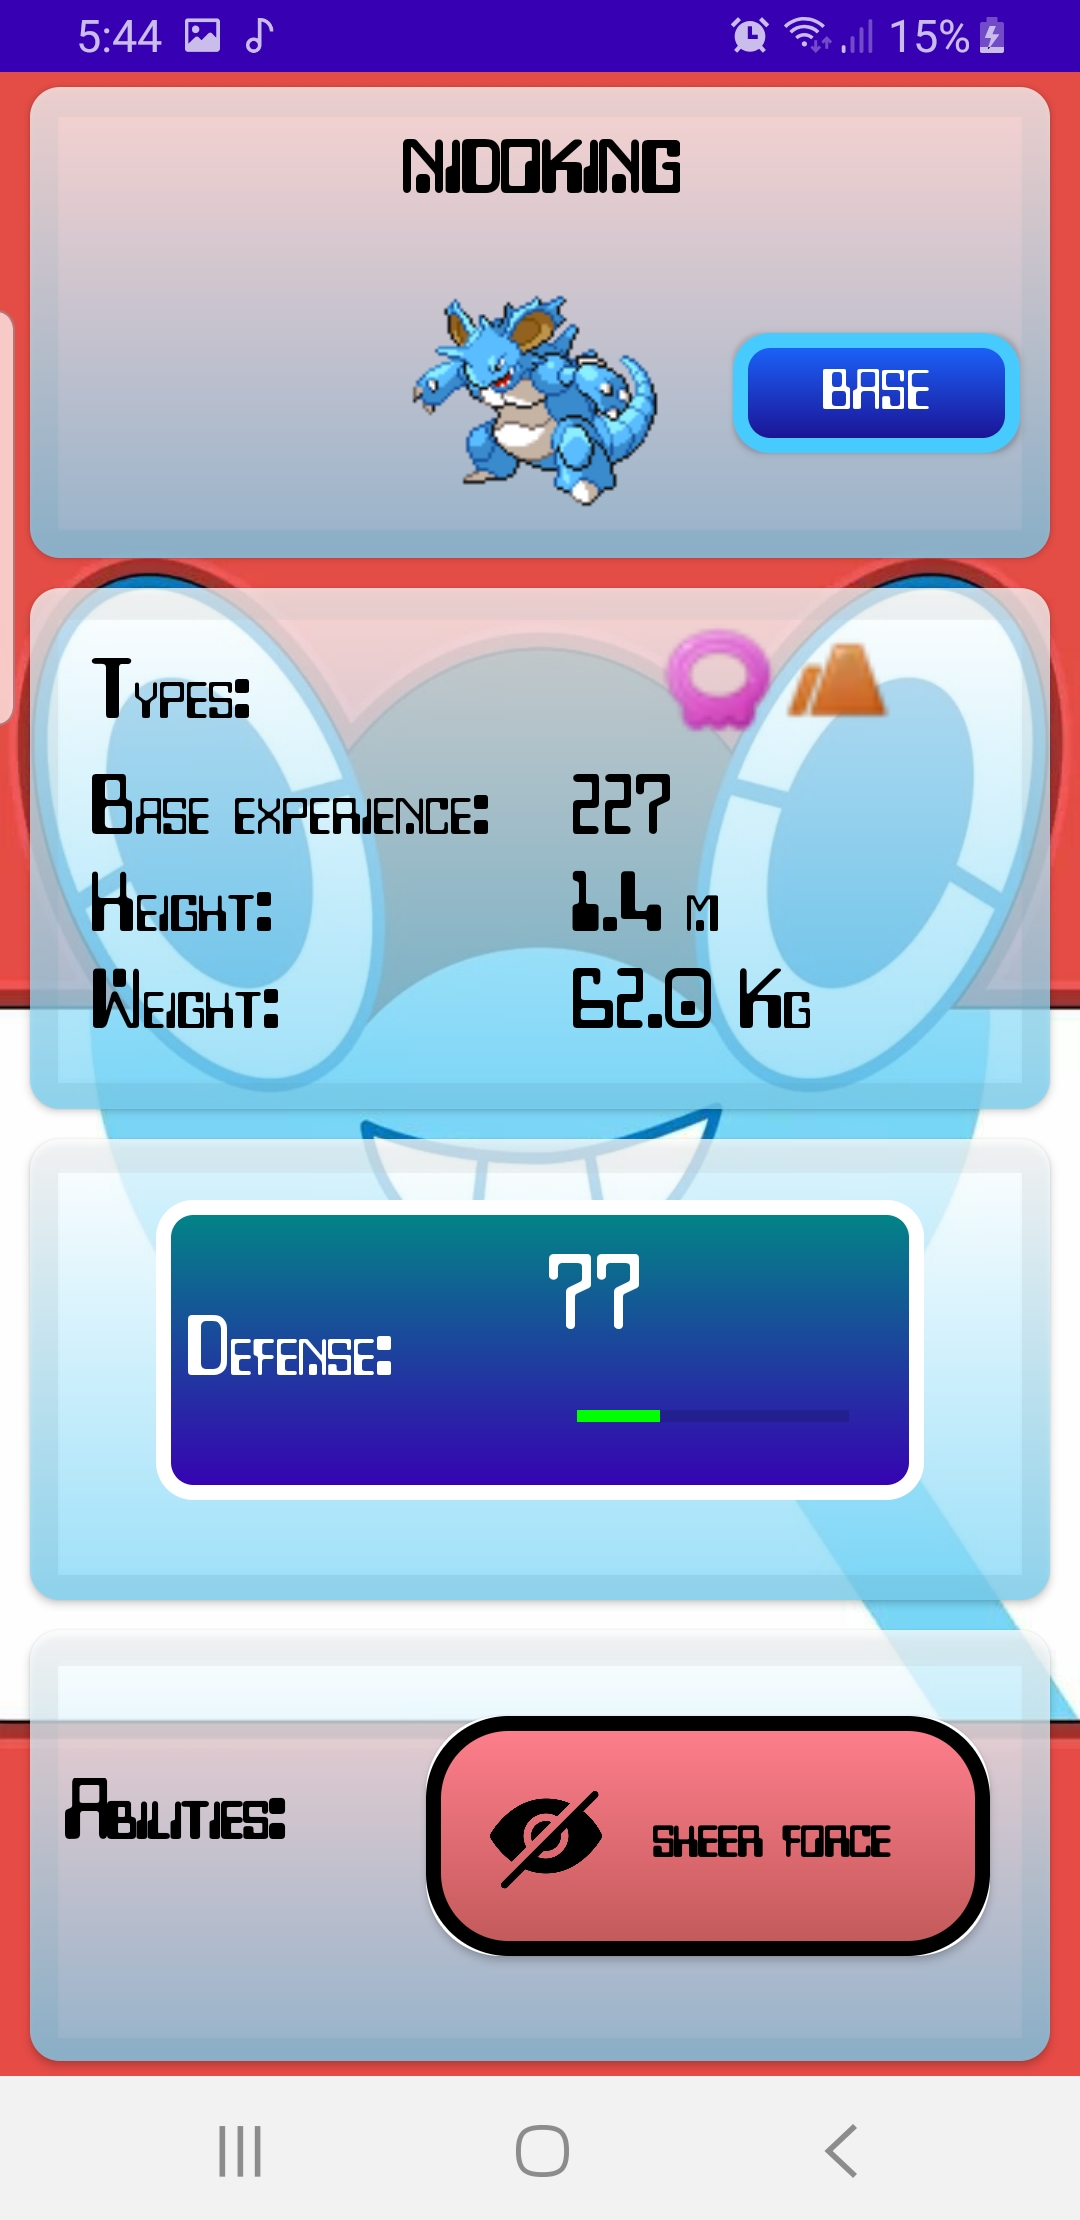 5:44 15%
NIDOKING
BASE
Types:
Base experience: 227
Height: 1.4 m
Weight: 62.0 Kg
77
Defense:
Abilities: sheer force